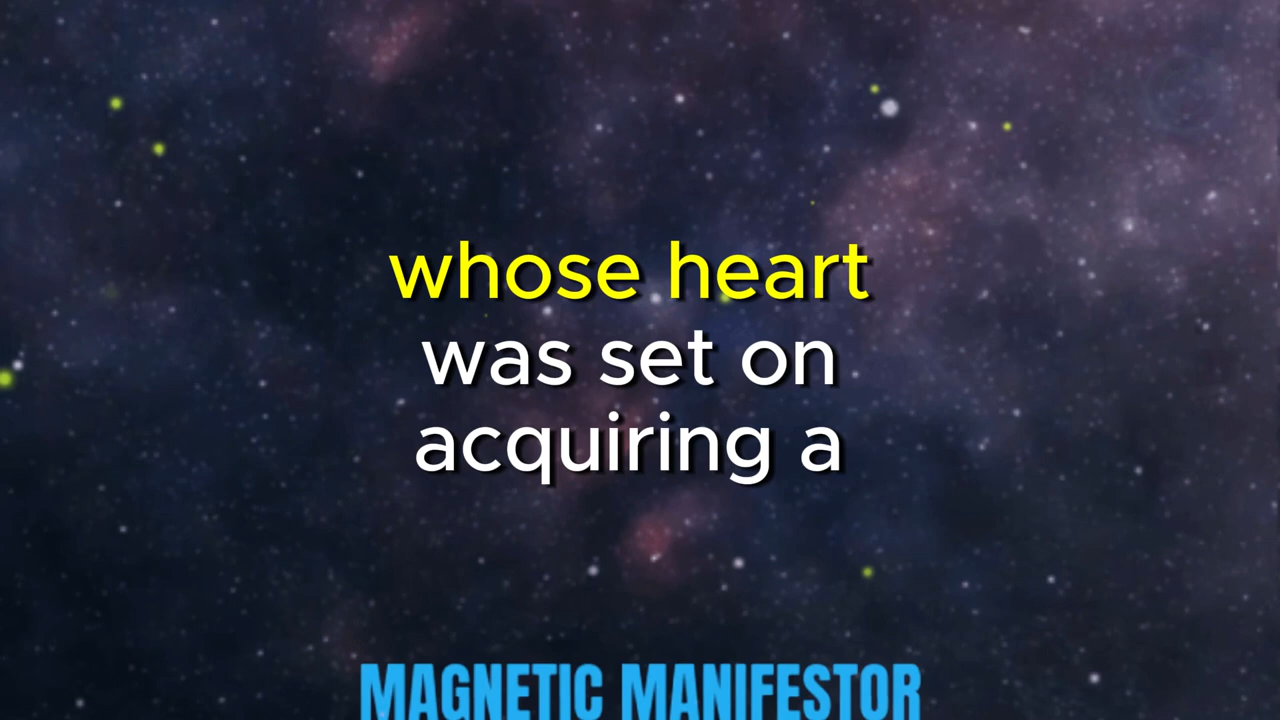 whose heart
was set on
acquiring a
MAGNETIC MANIFESTOR